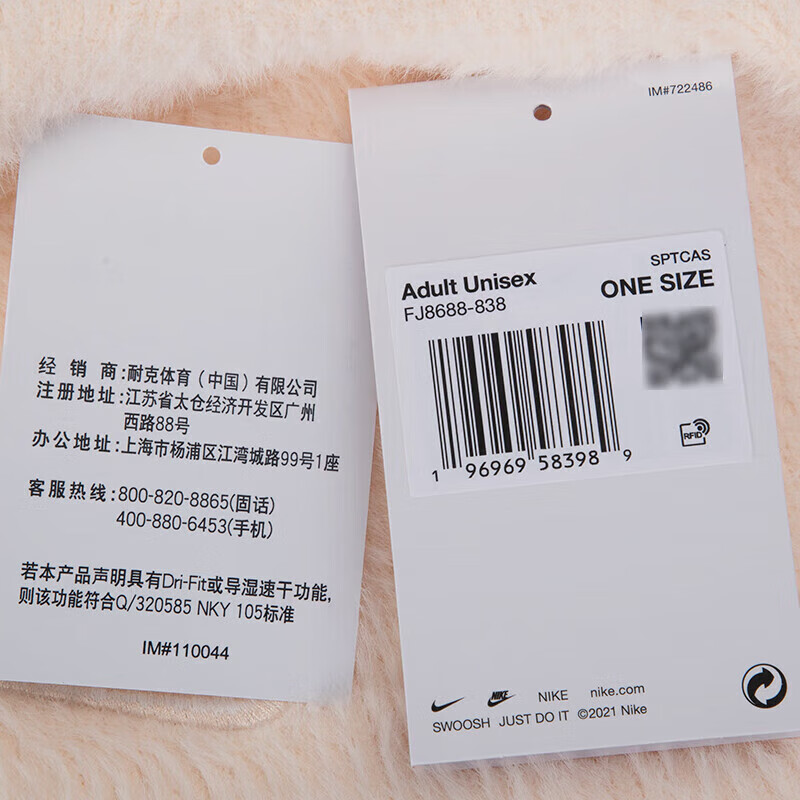 经 销 商:耐克体育（中国）有限公司
注册地址:江苏省太仓经济开发区广州
西路88号
办公地址:上海市杨浦区江湾城路99号1座
客服热线:800-820-8865(固话)
400-880-6453(手机)
若本产品声明具有Dri-Fit或导湿速干功能,
则该功能符合Q/320585 NKY 105标准
IM#110044
IM#722486
SPTCAS
Adult Unisex ONE SIZE
FJ8688-838
RFID
1 96969 58398 9
NIKE NIKE nike.com
SWOOSH JUST DO IT ©2021 Nike